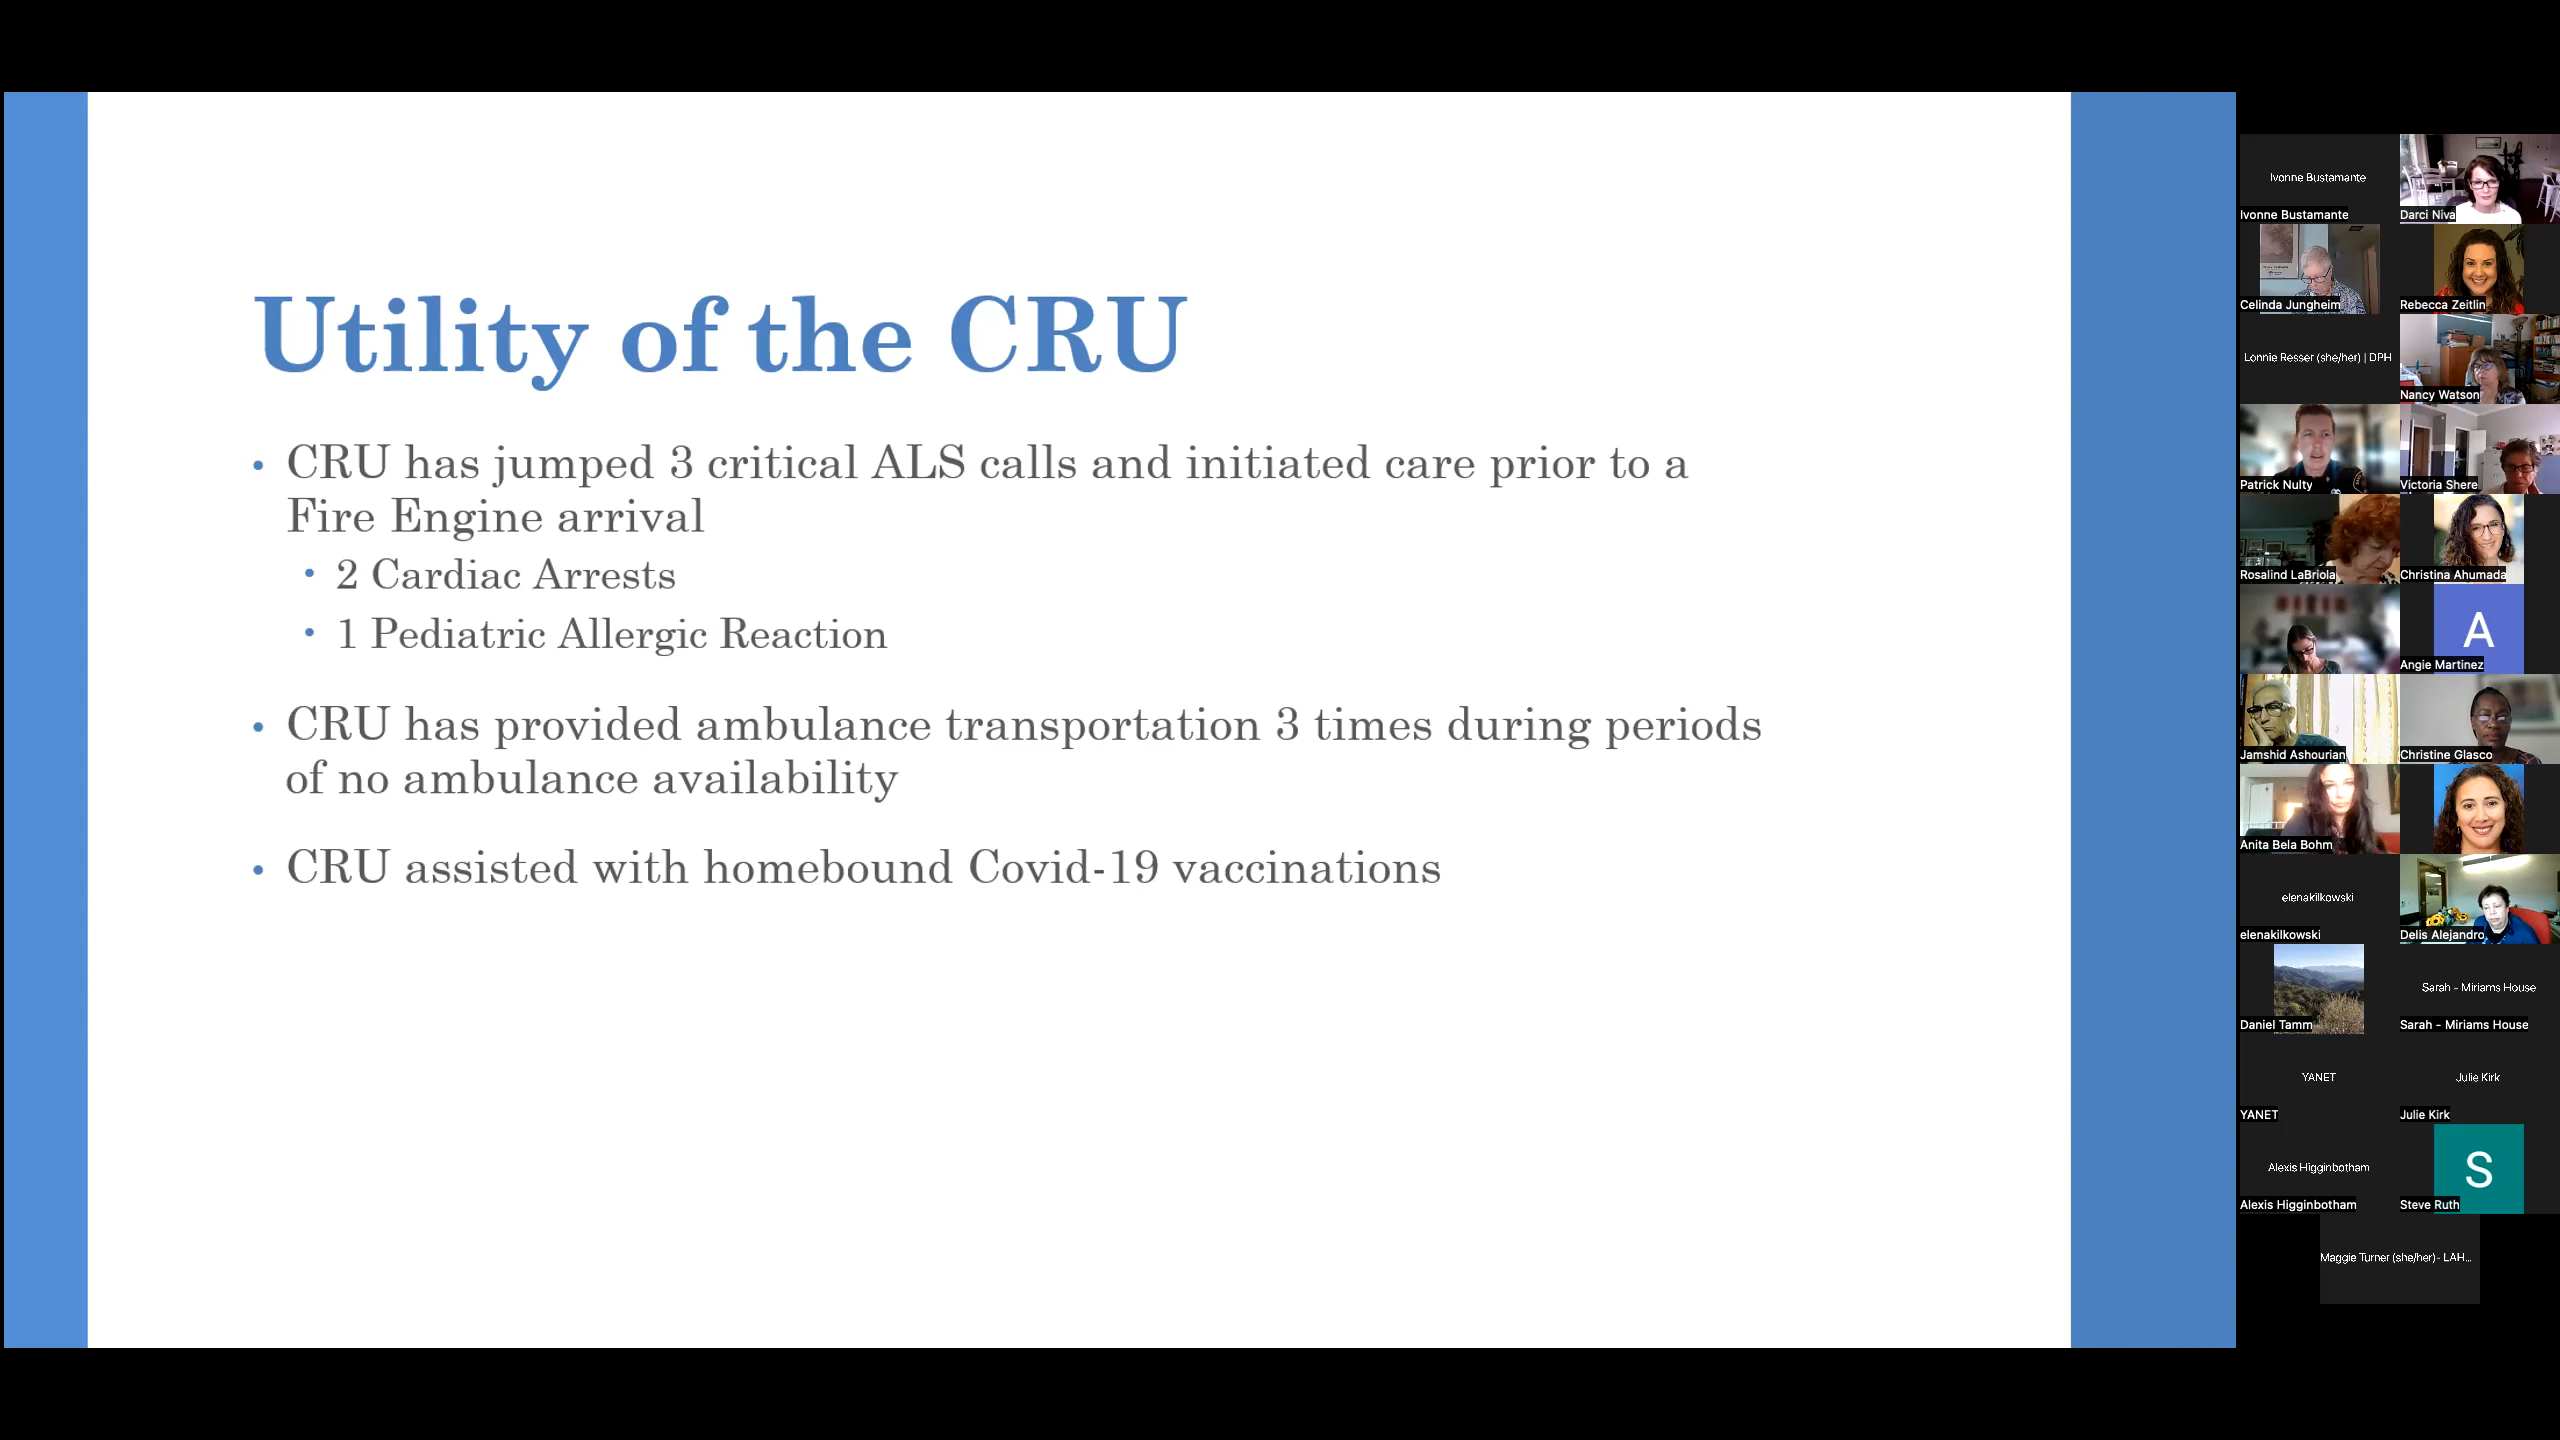 Utility of the CRU
• CRU has jumped 3 critical ALS calls and initiated care prior to a
Fire Engine arrival
• 2 Cardiac Arrests
• 1 Pediatric Allergic Reaction
• CRU has provided ambulance transportation 3 times during periods
of no ambulance availability
• CRU assisted with homebound Covid-19 vaccinations
Ivonne Bustamante
Ivonne Bustamante
Darci Niva
Celinda Jungheim
Rebecca Zeitlin
Lonnie Resser (she/her) | DPH
Nancy Watson
Patrick Nulty
Victoria Shere
Rosalind LaBriola
Christina Ahumada
A
Angie Martinez
Jamshid Ashourian
Christine Glasco
Anita Bela Bohm
elenakilkowski
elenakilkowski
Delis Alejandro
Daniel Tamm
Sarah - Miriams House
Sarah - Miriams House
YANET
YANET
Julie Kirk
Julie Kirk
Alexis Higginbotham
Alexis Higginbotham
S
Steve Ruth
Maggie Turner (she/her)- LAH...